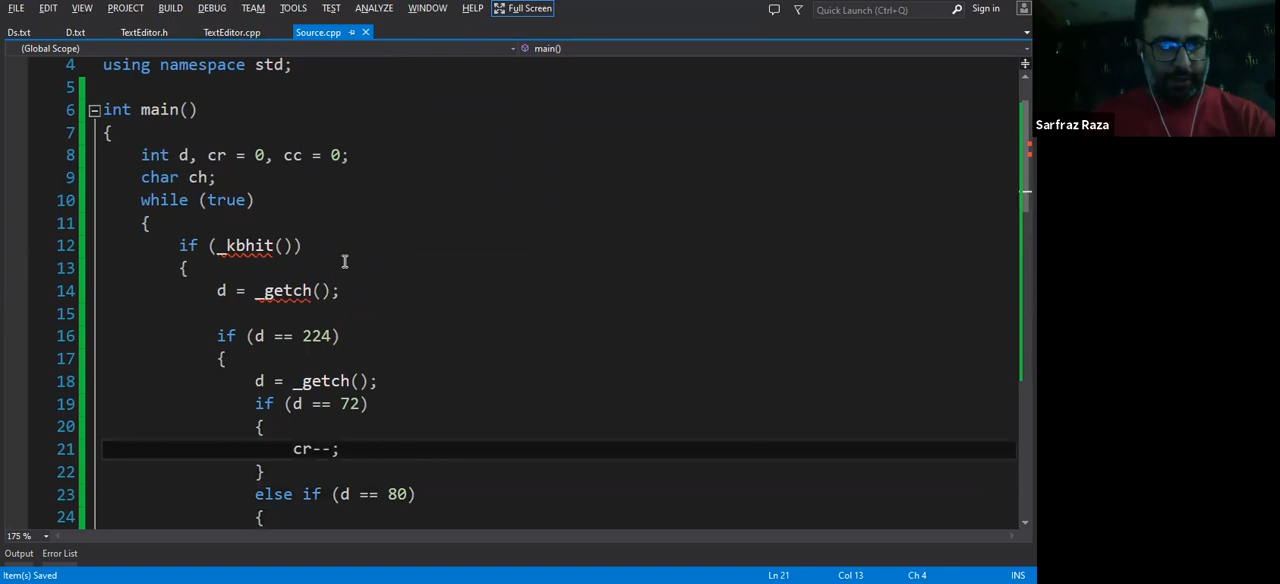 FILE EDIT VIEW PROJECT BUILD DEBUG TEAM TOOLS TEST ANALYZE WINDOW HELP Full Screen Quick Launch (Ctrl+Q) Sign in
Ds.txt D.txt TextEditor.h TextEditor.cpp Source.cpp
(Global Scope) main()
4 using namespace std;
5
6 int main()
7 {
8 int d, cr = 0, cc = 0;
9 char ch;
10 while (true)
11 {
12 if (_kbhit())
13 {
14 d = _getch();
15
16 if (d == 224)
17 {
18 d = _getch();
19 if (d == 72)
20 {
21 cr--;
22 }
23 else if (d == 80)
24 {
175 %
Output Error List
Item(s) Saved Ln 21 Col 13 Ch 4 INS
Sarfraz Raza